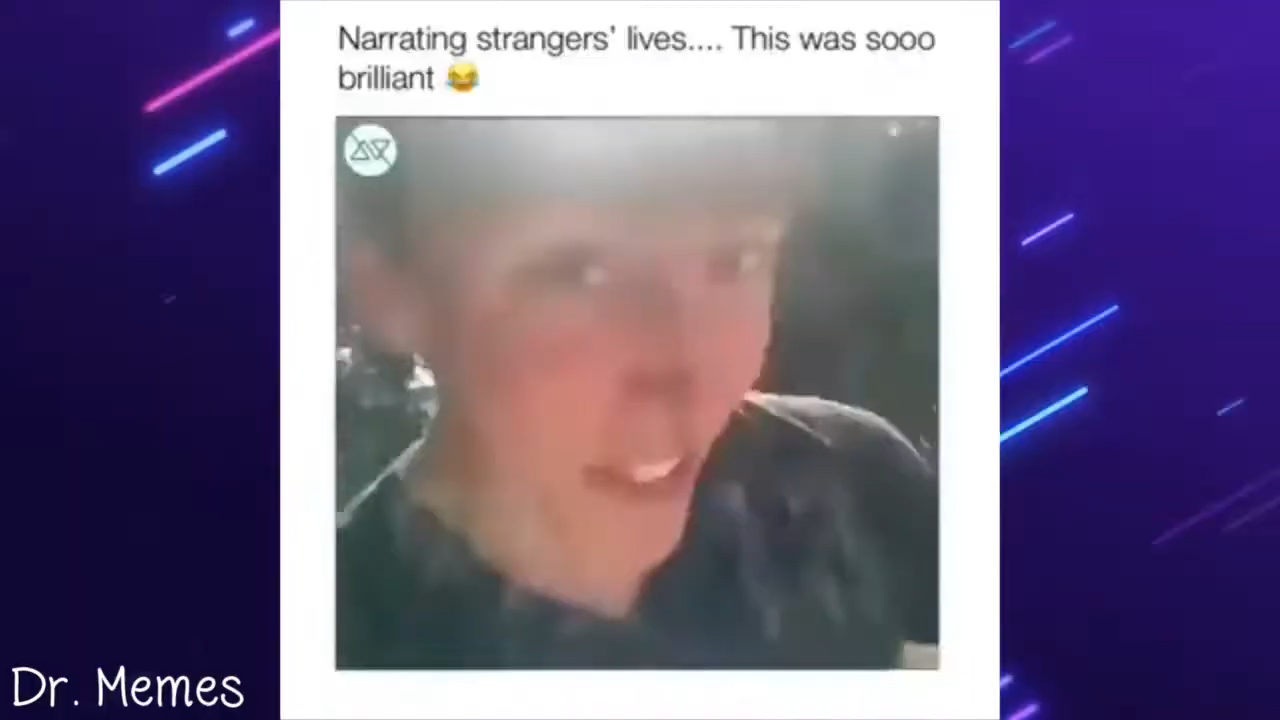 Narrating strangers' lives.... This was sooo
brilliant 😂
Dr. Memes